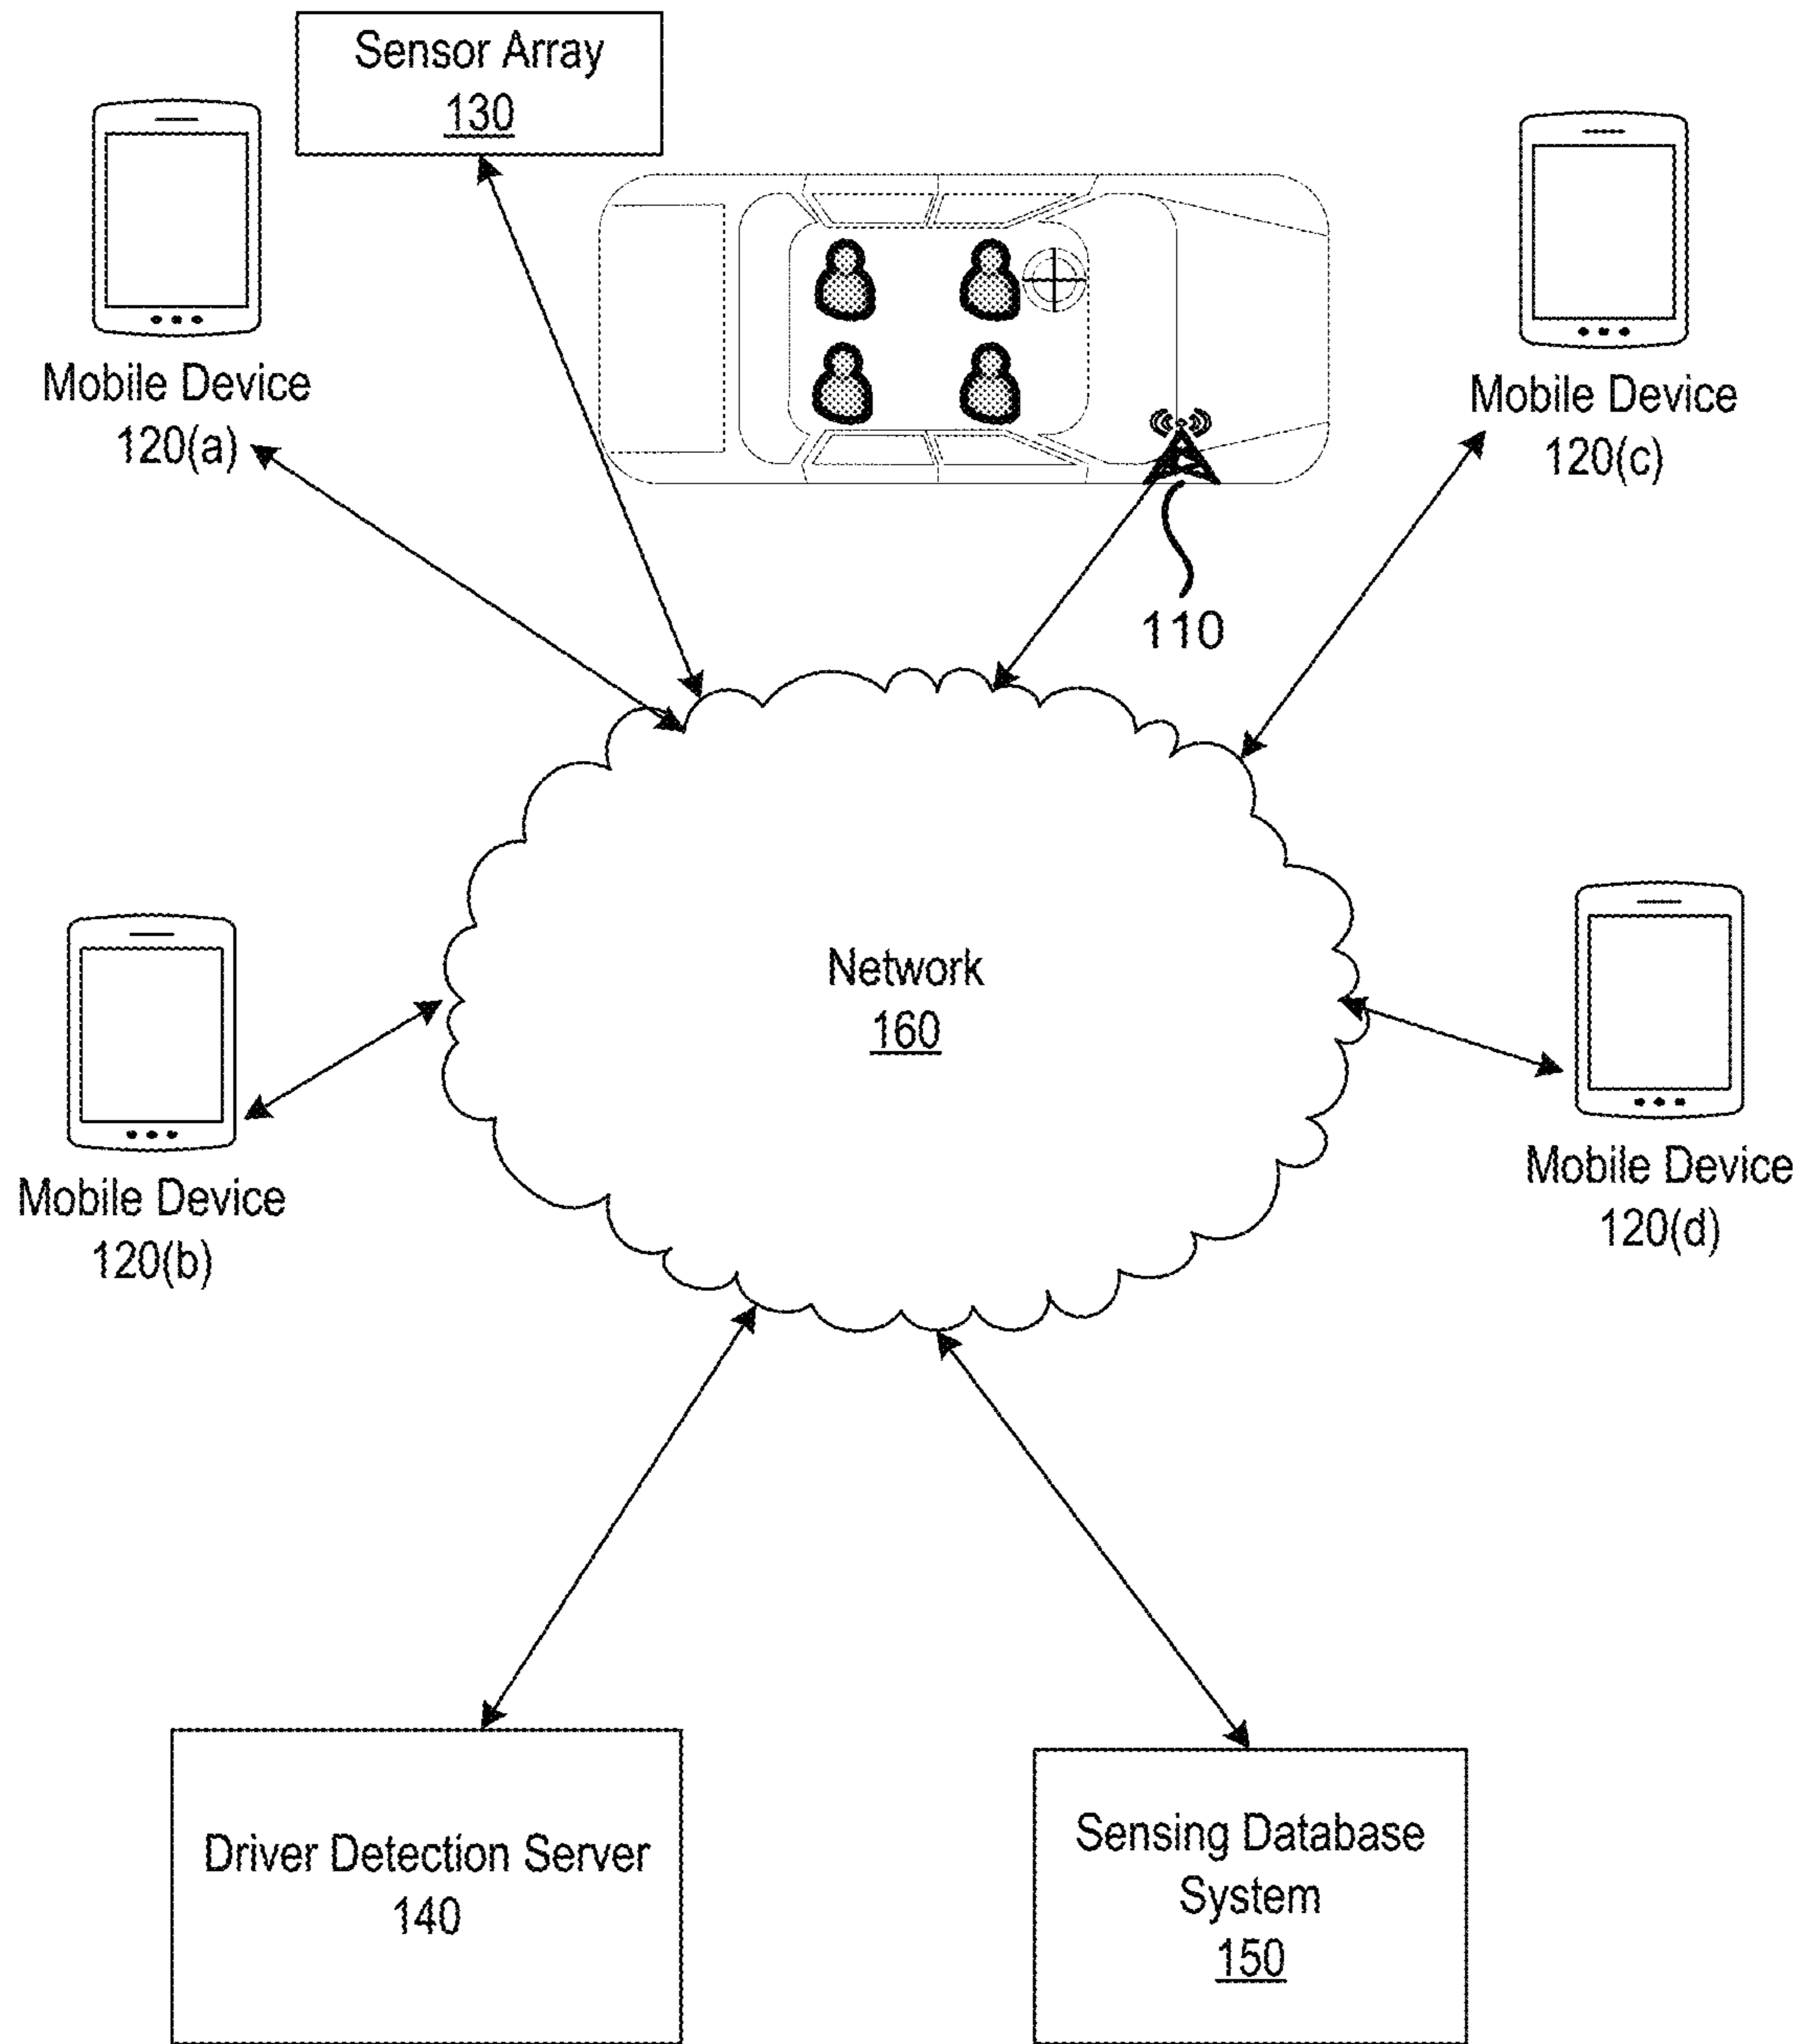 Sensor Array
130
Mobile Device
120(a)
Mobile Device
120(c)
110
Network
160
Mobile Device
120(b)
Mobile Device
120(d)
Driver Detection Server
140
Sensing Database
System
150